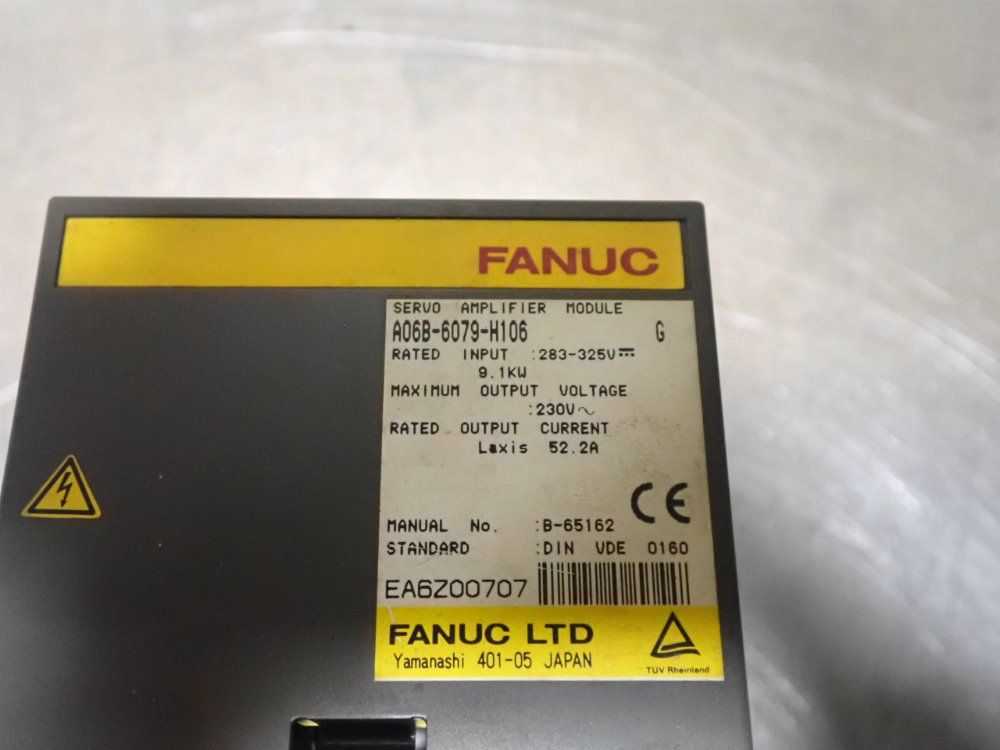 FANUC
SERVO AMPLIFIER MODULE
A06B-6079-H106 G
RATED INPUT :283-325V⎓
9.1KW
MAXIMUM OUTPUT VOLTAGE
:230V~
RATED OUTPUT CURRENT
Laxis 52.2A
CE
MANUAL No. :B-65162
STANDARD :DIN VDE 0160
EA6Z00707
FANUC LTD
Yamanashi 401-05 JAPAN
TUV Rheinland